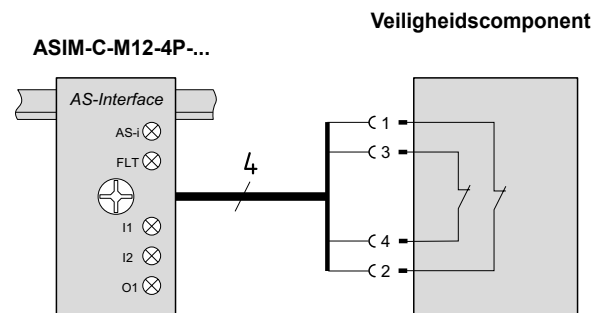 Veiligheidscomponent
ASIM-C-M12-4P-...
AS-Interface
AS-i
FLT
4
I1
I2
O1
1
3
4
2